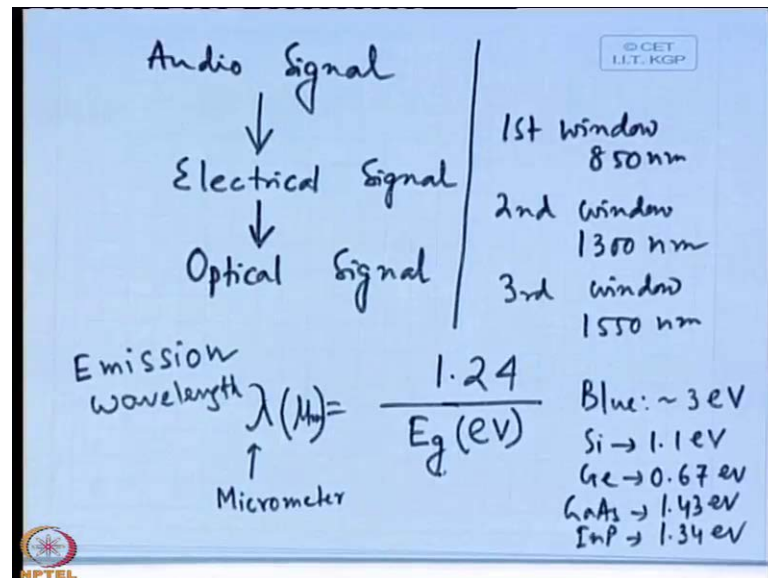 Audio Signal
Electrical Signal
Optical Signal
© CET
I.I.T. KGP
1st window
850 nm
2nd window
1300 nm
3rd window
1550 nm
Emission
wavelength
λ(μm) = 1.24
Eg (ev)
Micrometer
Blue: ~ 3 eV
Si → 1.1 eV
Ge → 0.67 ev
GaAs → 1.43 eV
InP → 1.34 eV
NPTEL